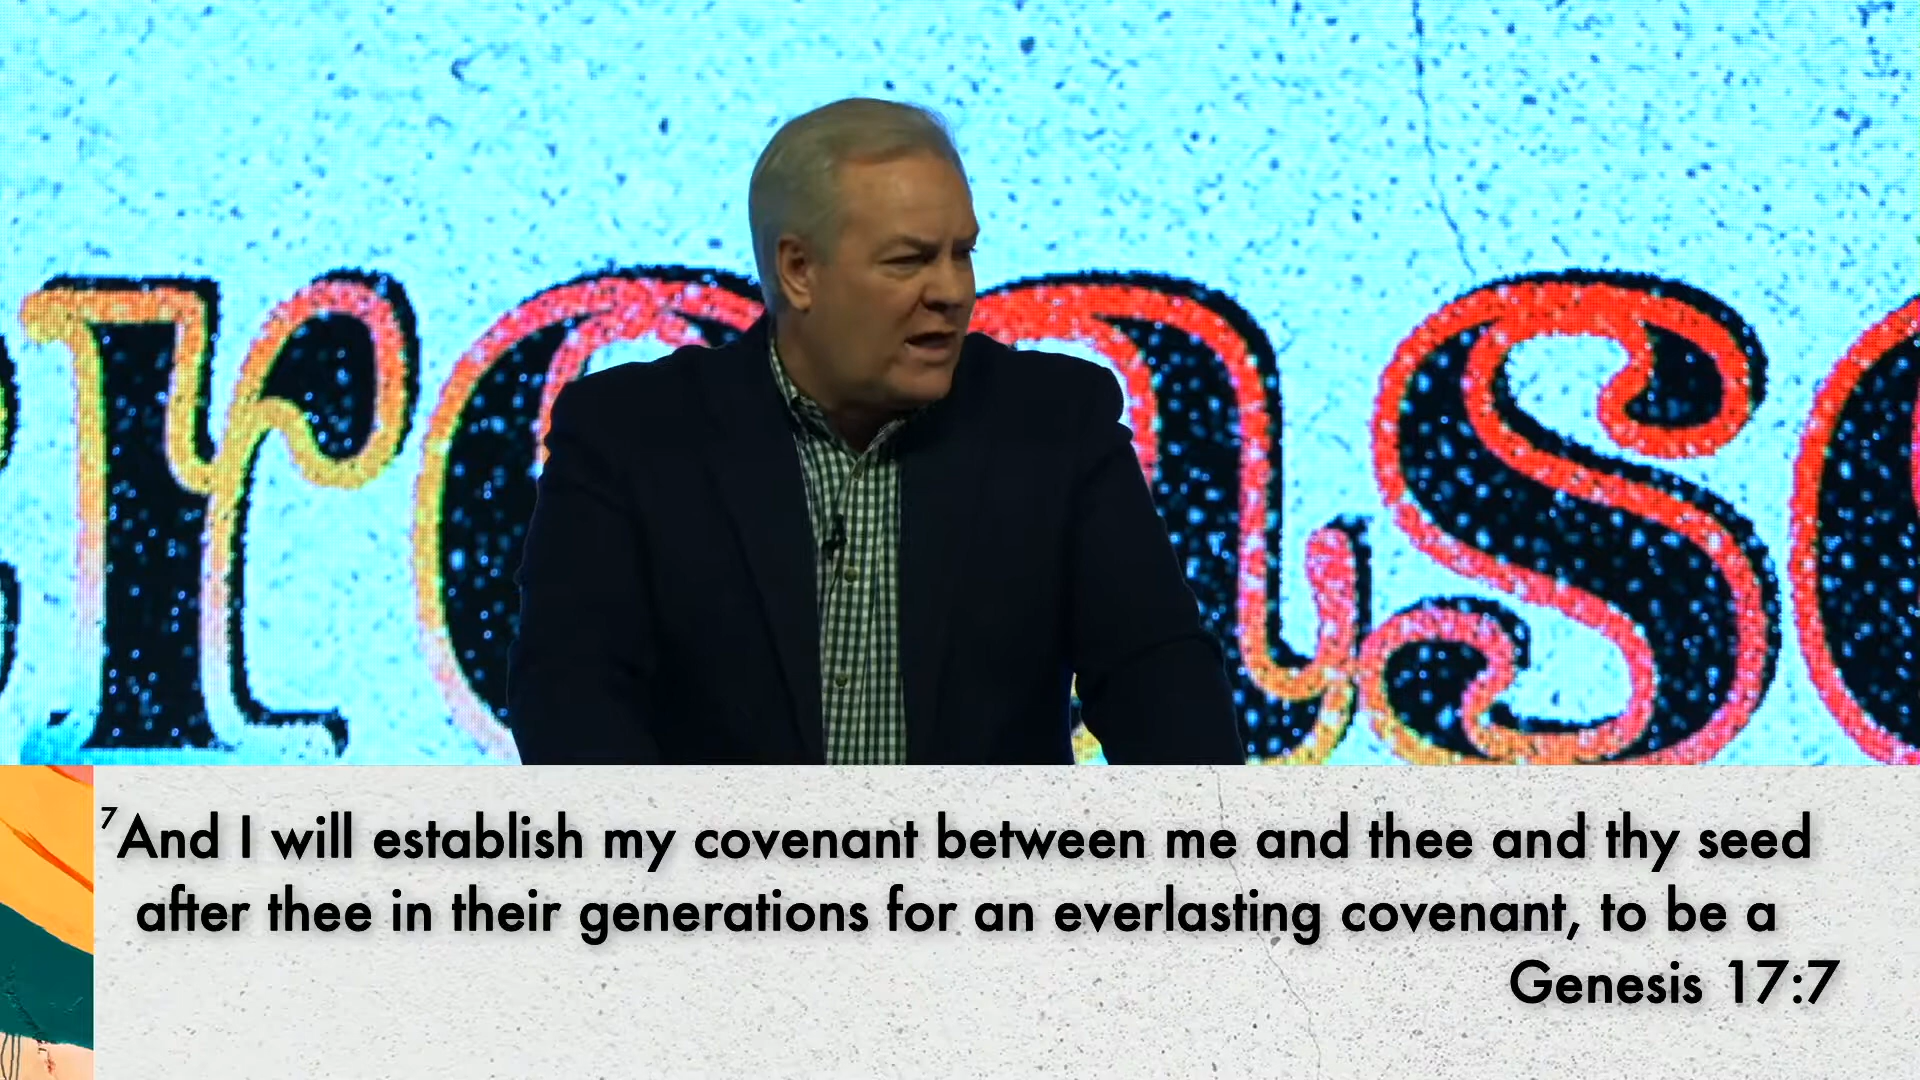 rase
7And I will establish my covenant between me and thee and thy seed
after thee in their generations for an everlasting covenant, to be a
Genesis 17:7